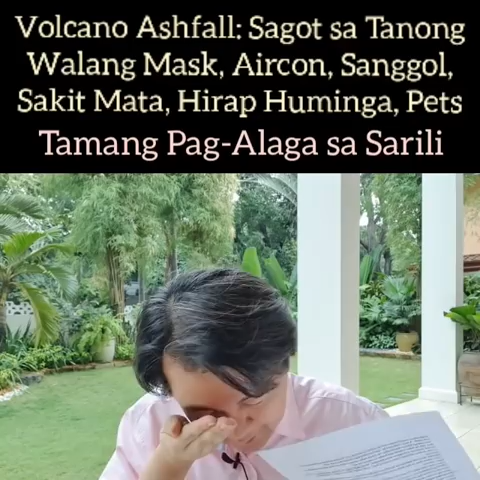 Volcano Ashfall: Sagot sa Tanong
Walang Mask, Aircon, Sanggol,
Sakit Mata, Hirap Huminga, Pets
Tamang Pag-Alaga sa Sarili